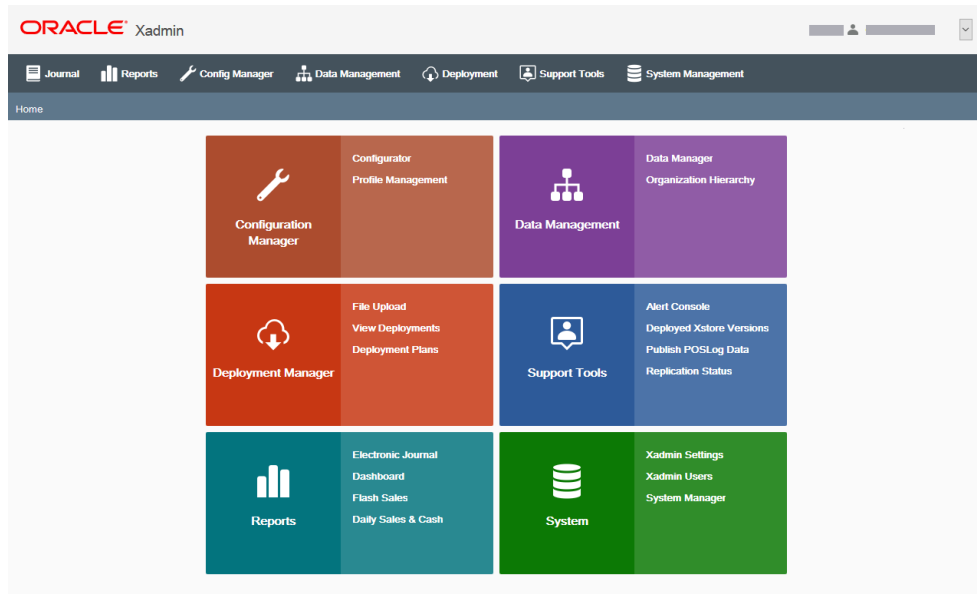 ORACLE Xadmin
Journal Reports Config Manager Data Management Deployment Support Tools System Management
Home
Configuration
Manager
Configurator
Profile Management
Data Management
Data Manager
Organization Hierarchy
Deployment Manager
File Upload
View Deployments
Deployment Plans
Support Tools
Alert Console
Deployed Xstore Versions
Publish POSLog Data
Replication Status
Reports
Electronic Journal
Dashboard
Flash Sales
Daily Sales & Cash
System
Xadmin Settings
Xadmin Users
System Manager